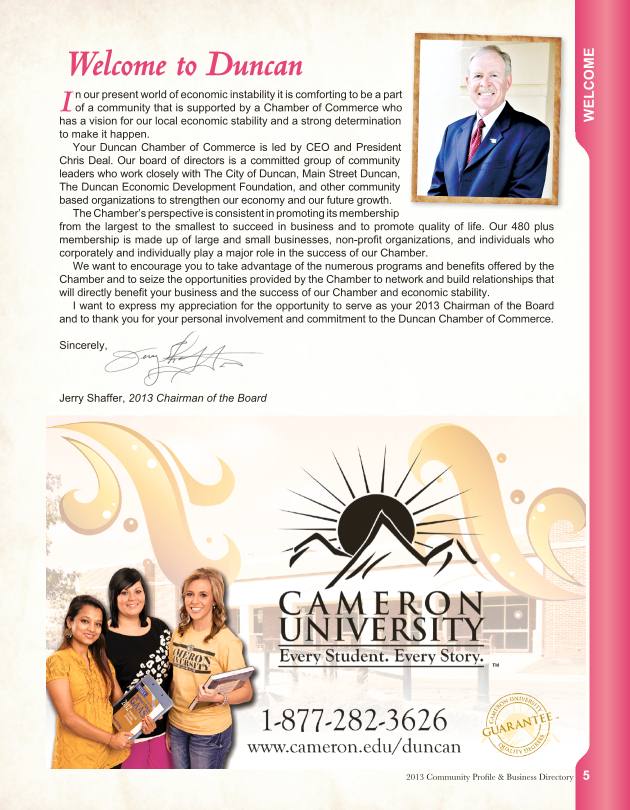 WELCOME
Welcome to Duncan
In our present world of economic instability it is comforting to be a part
of a community that is supported by a Chamber of Commerce who
has a vision for our local economic stability and a strong determination
to make it happen.
Your Duncan Chamber of Commerce is led by CEO and President
Chris Deal. Our board of directors is a committed group of community
leaders who work closely with The City of Duncan, Main Street Duncan,
The Duncan Economic Development Foundation, and other community
based organizations to strengthen our economy and our future growth.
The Chamber's perspective is consistent in promoting its membership
from the largest to the smallest to succeed in business and to promote quality of life. Our 480 plus
membership is made up of large and small businesses, non-profit organizations, and individuals who
corporately and individually play a major role in the success of our Chamber.
We want to encourage you to take advantage of the numerous programs and benefits offered by the
Chamber and to seize the opportunities provided by the Chamber to network and build relationships that
will directly benefit your business and the success of our Chamber and economic stability.
I want to express my appreciation for the opportunity to serve as your 2013 Chairman of the Board
and to thank you for your personal involvement and commitment to the Duncan Chamber of Commerce.
Sincerely,
Jerry Shaffer, 2013 Chairman of the Board
CAMERON
UNIVERSITY
Every Student. Every Story.
TM
CAMERON
UNIVERSITY
1-877-282-3626
www.cameron.edu/duncan
CAMERON UNIVERSITY
GUARANTEE
QUALITY DEGREES
2013 Community Profile & Business Directory
5